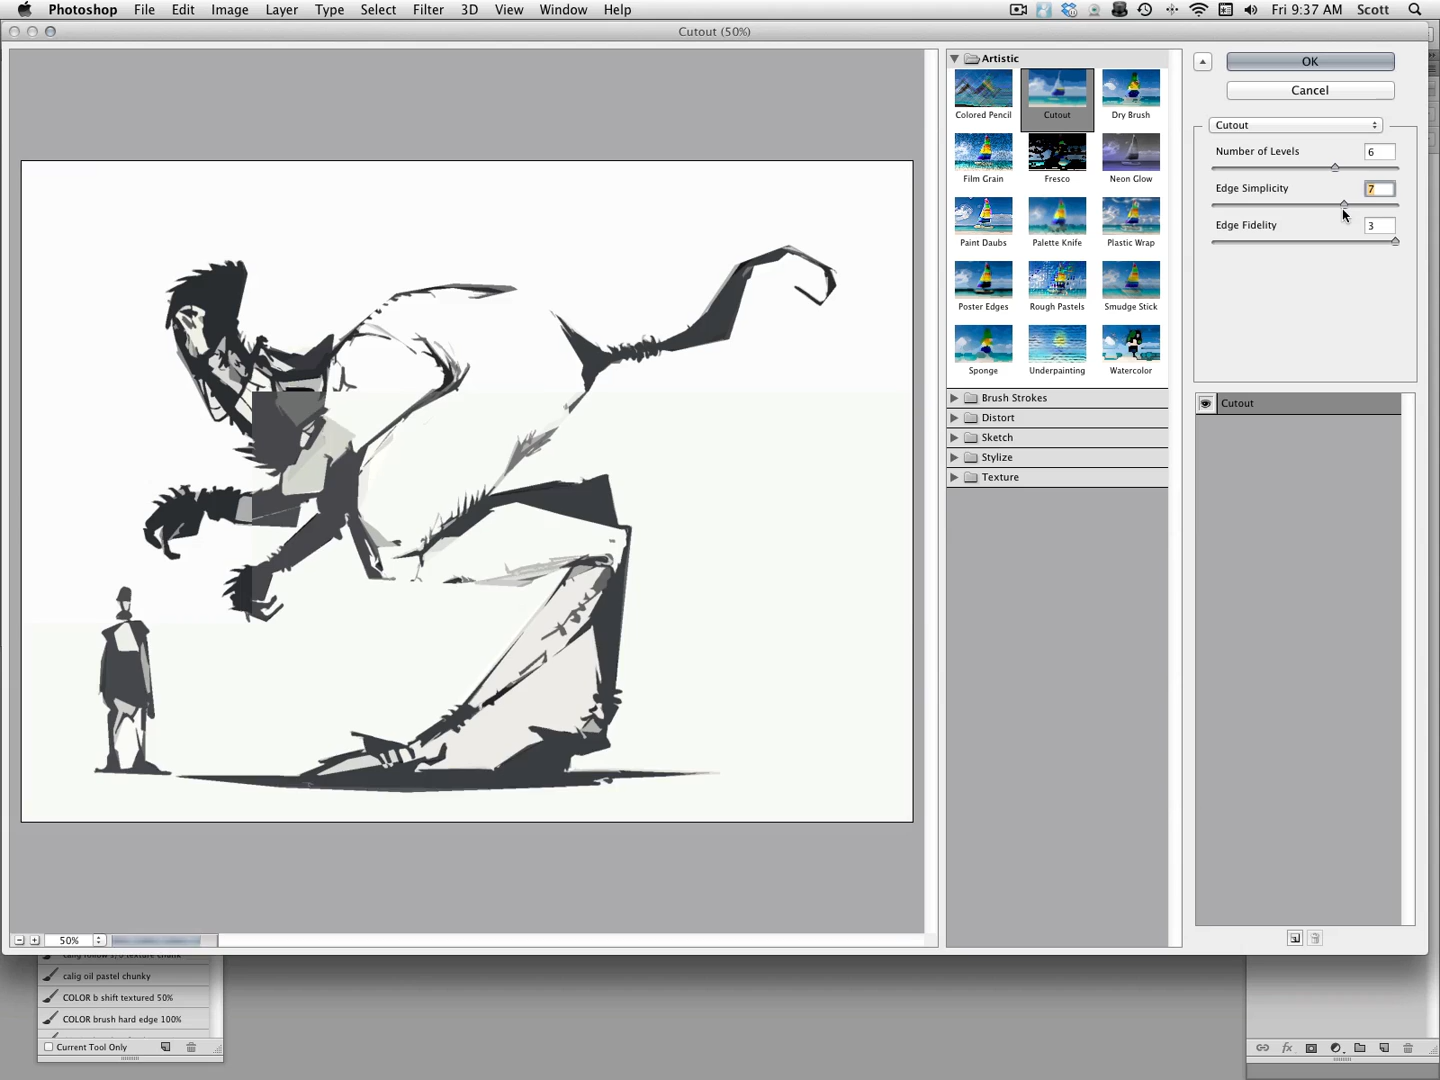 Photoshop File Edit Image Layer Type Select Filter 3D View Window Help Fri 9:37 AM Scott
Cutout (50%)
Artistic
Colored Pencil Cutout Dry Brush
Film Grain Fresco Neon Glow
Paint Daubs Palette Knife Plastic Wrap
Poster Edges Rough Pastels Smudge Stick
Sponge Underpainting Watercolor
Brush Strokes
Distort
Sketch
Stylize
Texture
OK
Cancel
Cutout
Number of Levels 6
Edge Simplicity 7
Edge Fidelity 3
Cutout
50%
calig oil pastel chunky
COLOR b shift textured 50%
COLOR brush hard edge 100%
Current Tool Only
fx